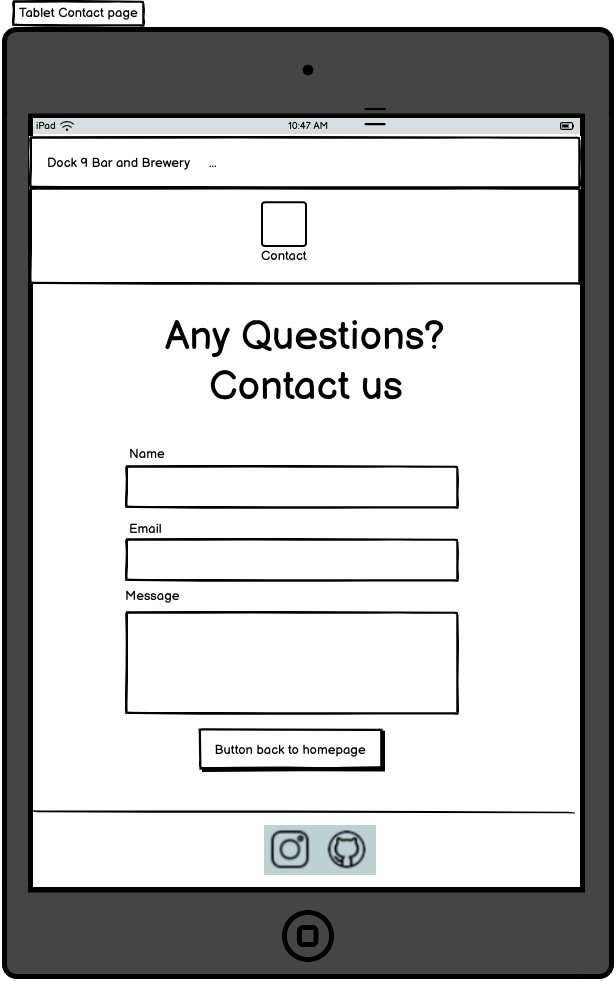 Tablet Contact page
iPad 10:47 AM
Dock 9 Bar and Brewery ...
Contact
Any Questions?
Contact us
Name
Email
Message
Button back to homepage